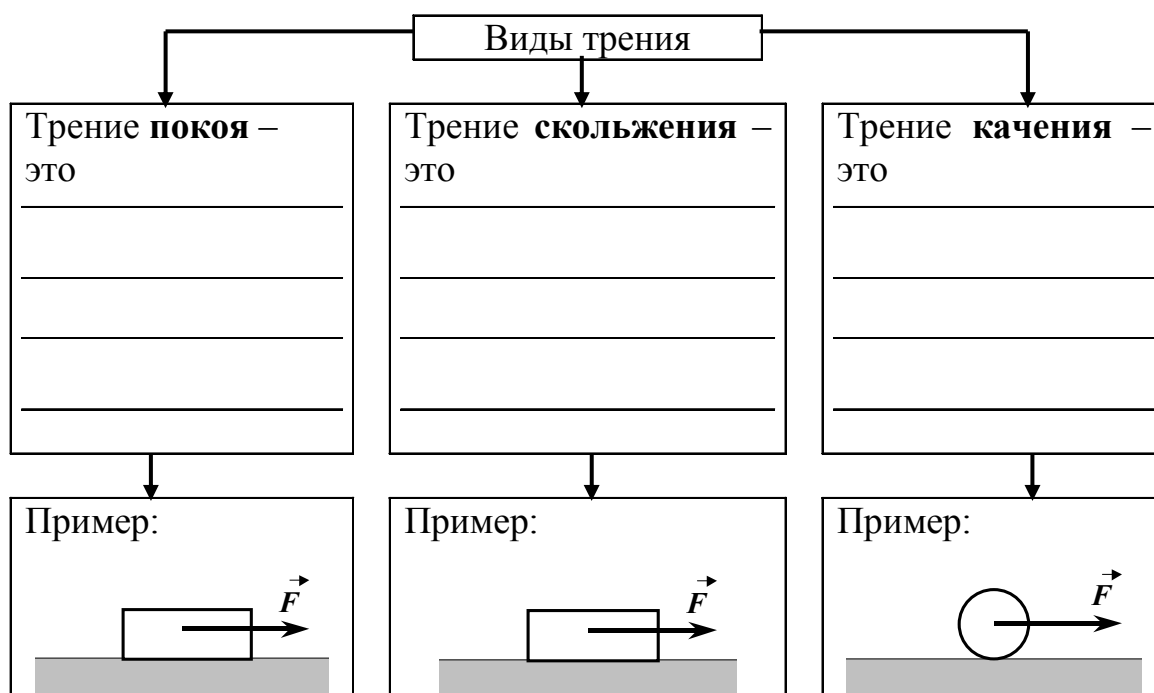 Виды трения
Трение покоя –
это
Трение скольжения –
это
Трение качения –
это
Пример:
F
Пример:
F
Пример:
F